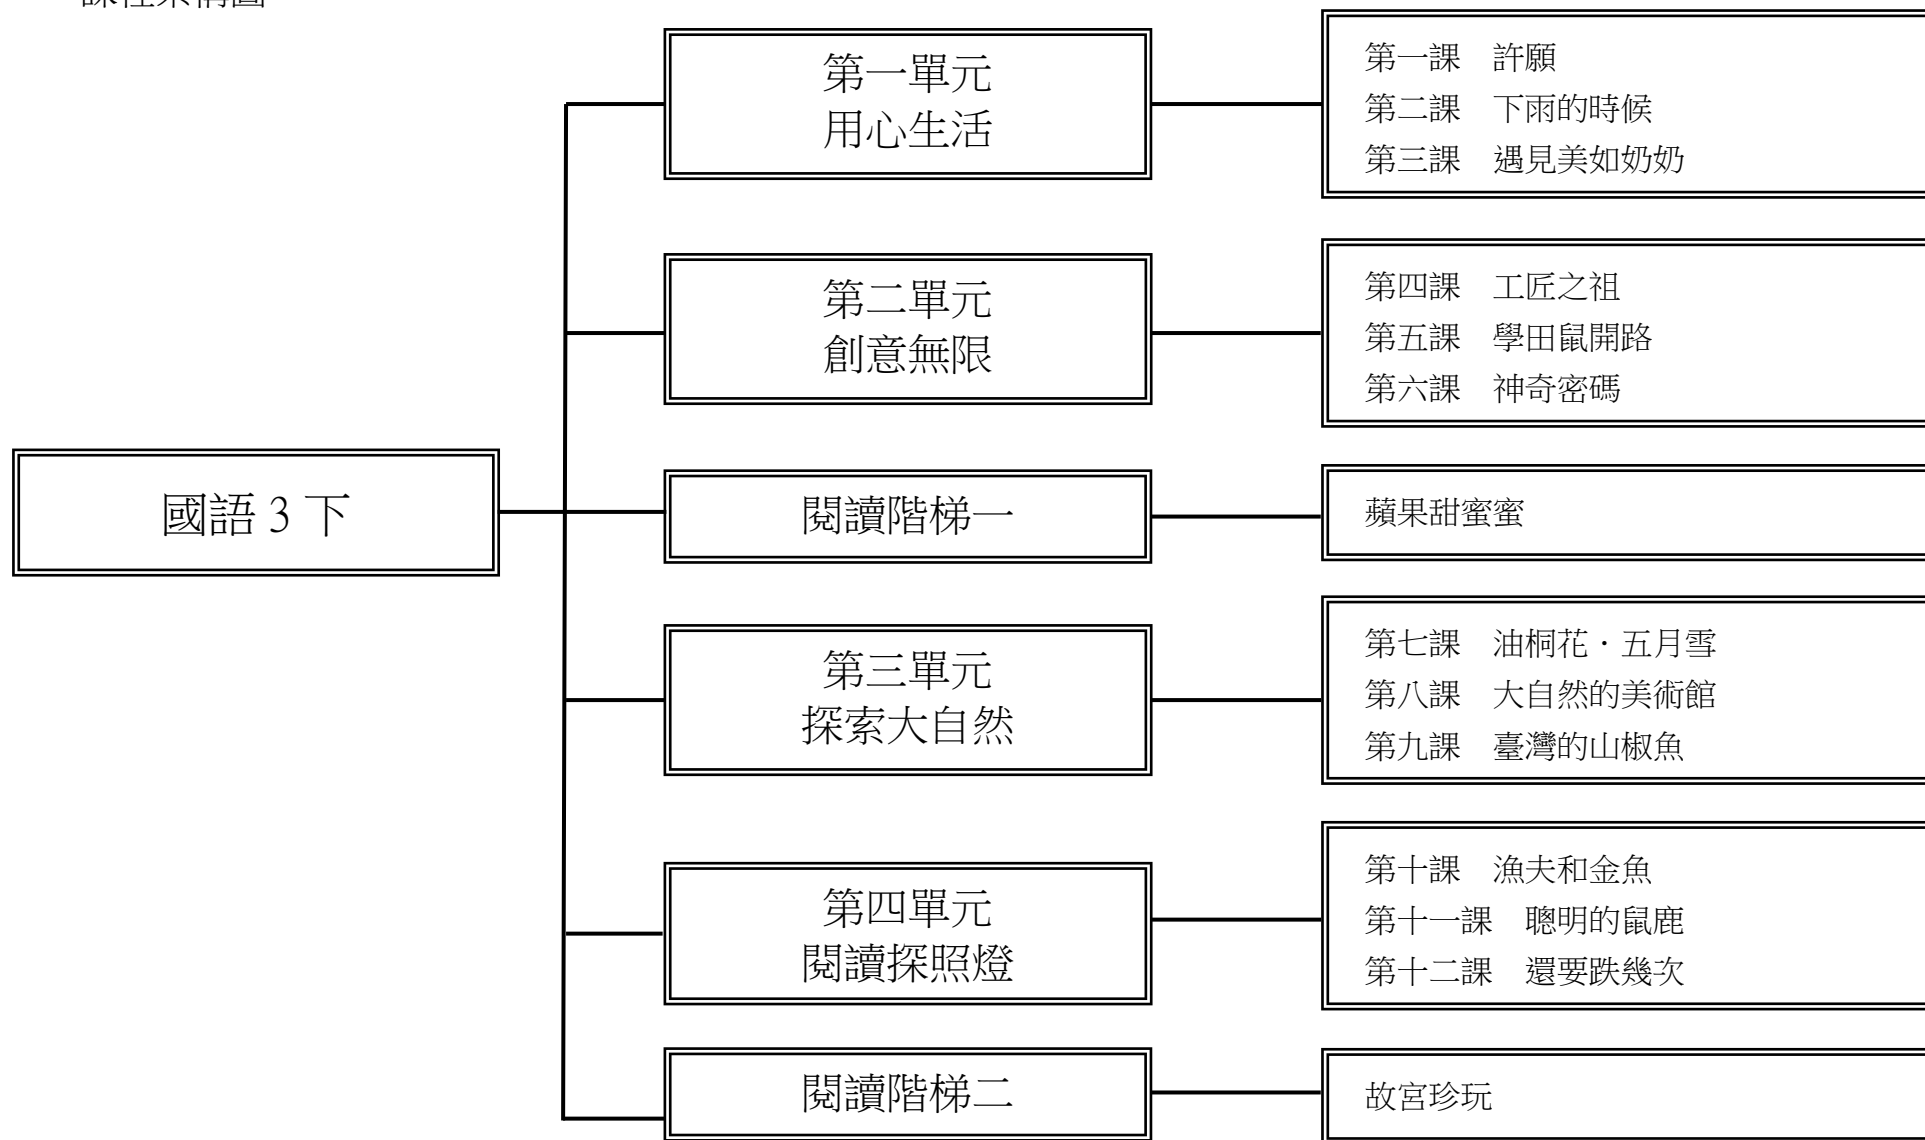 課程架構圖
國語 3 下
第一單元
用心生活
第一課　許願
第二課　下雨的時候
第三課　遇見美如奶奶
第二單元
創意無限
第四課　工匠之祖
第五課　學田鼠開路
第六課　神奇密碼
閱讀階梯一
蘋果甜蜜蜜
第三單元
探索大自然
第七課　油桐花．五月雪
第八課　大自然的美術館
第九課　臺灣的山椒魚
第四單元
閱讀探照燈
第十課　漁夫和金魚
第十一課　聰明的鼠鹿
第十二課　還要跌幾次
閱讀階梯二
故宮珍玩